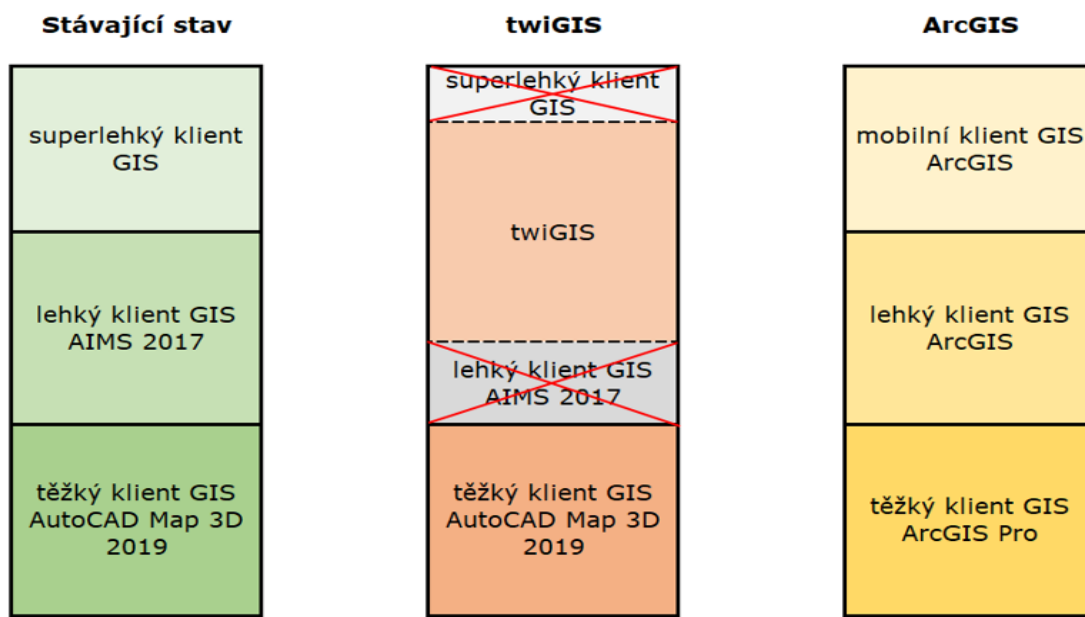 Stávající stav
superlehký klient
GIS
lehký klient GIS
AIMS 2017
těžký klient GIS
AutoCAD Map 3D
2019
twiGIS
superlehký klient
GIS
twiGIS
lehký klient GIS
AIMS 2017
těžký klient GIS
AutoCAD Map 3D
2019
ArcGIS
mobilní klient GIS
ArcGIS
lehký klient GIS
ArcGIS
těžký klient GIS
ArcGIS Pro